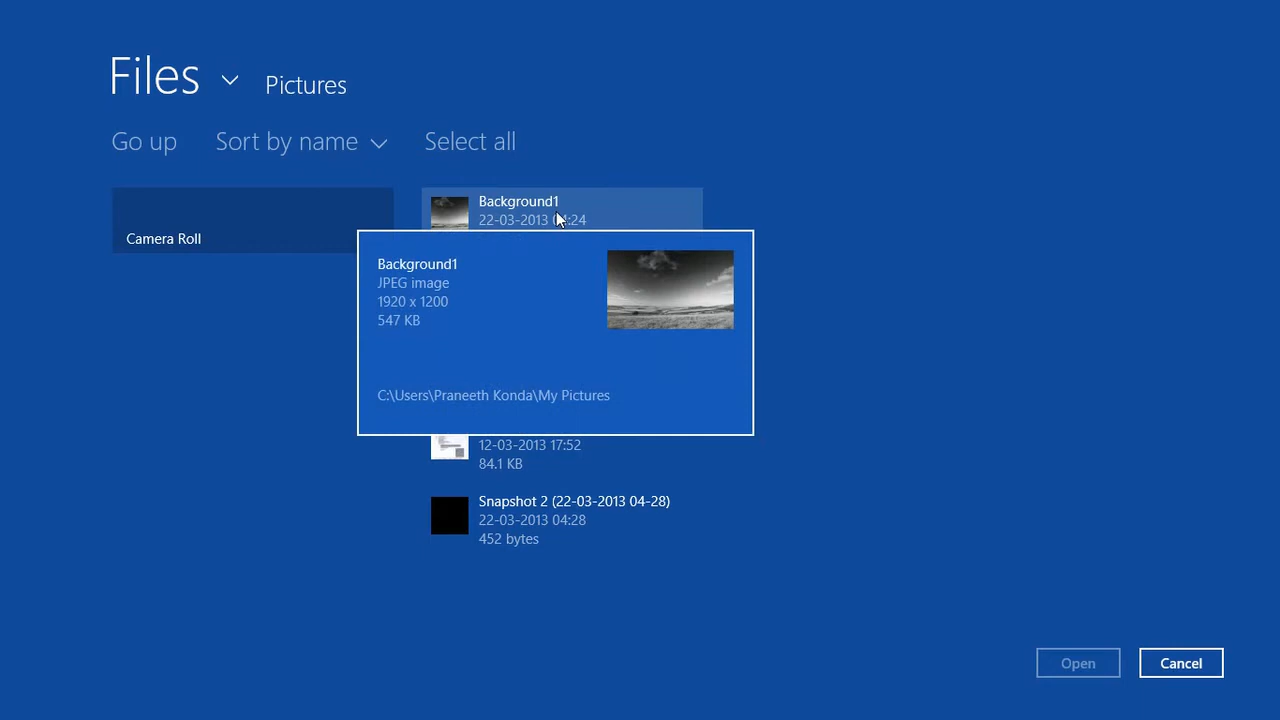 Files Pictures
Go up Sort by name Select all
Camera Roll
Background1
22-03-2013 :24
Background1
JPEG image
1920 x 1200
547 KB
C:\Users\Praneeth Konda\My Pictures
12-03-2013 17:52
84.1 KB
Snapshot 2 (22-03-2013 04-28)
22-03-2013 04:28
452 bytes
Open Cancel